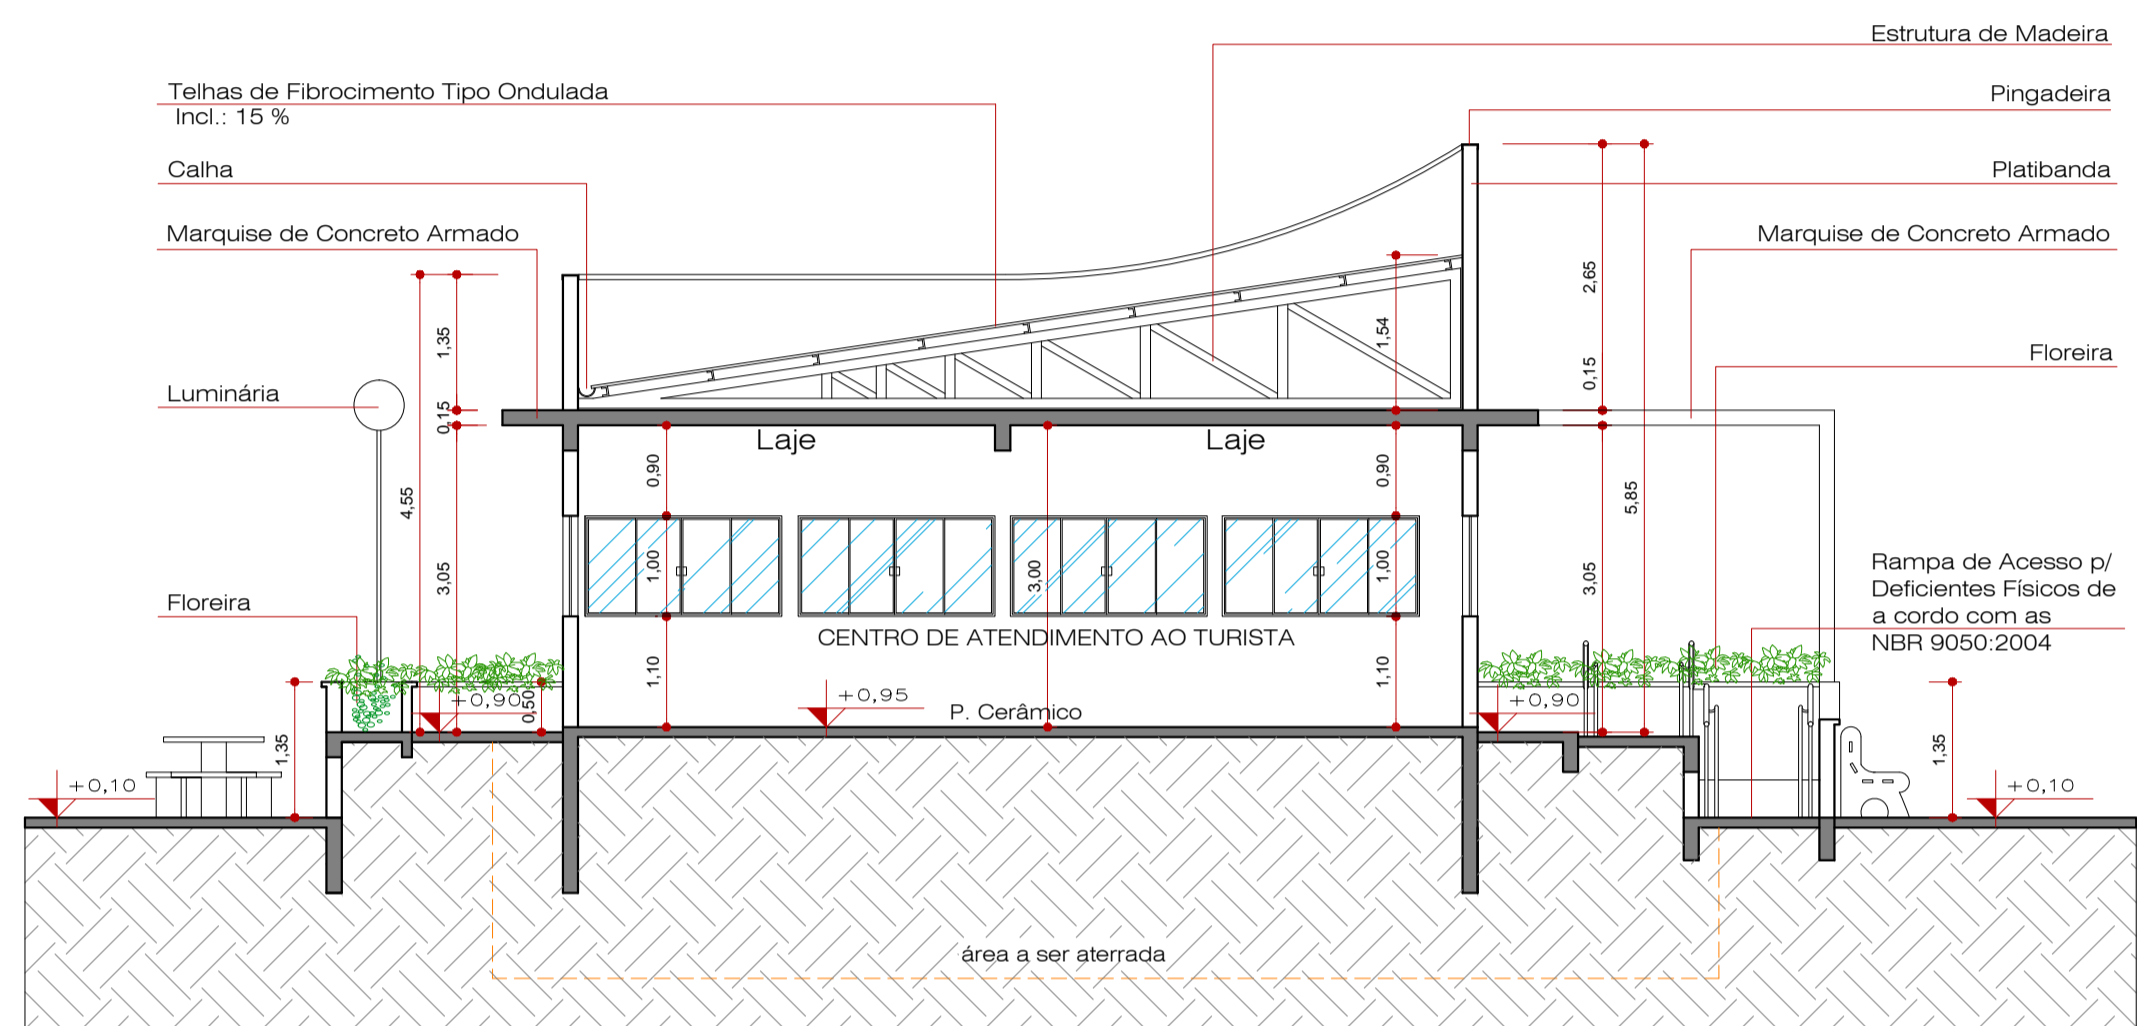 Estrutura de Madeira
Telhas de Fibrocimento Tipo Ondulada
Incl.: 15 %
Pingadeira
Calha
Platibanda
Marquise de Concreto Armado
Marquise de Concreto Armado
2,65
1,35
1,54
Floreira
0,15
Luminária
0,15
Laje
Laje
0,90
0,90
4,55
5,85
Rampa de Acesso p/
Deficientes Físicos de
a cordo com as
NBR 9050:2004
3,05
1,00
3,00
1,00
3,05
Floreira
CENTRO DE ATENDIMENTO AO TURISTA
1,10
1,10
+0,90
0,50
+0,95
P. Cerâmico
+0,90
1,35
1,35
+0,10
+0,10
área a ser aterrada